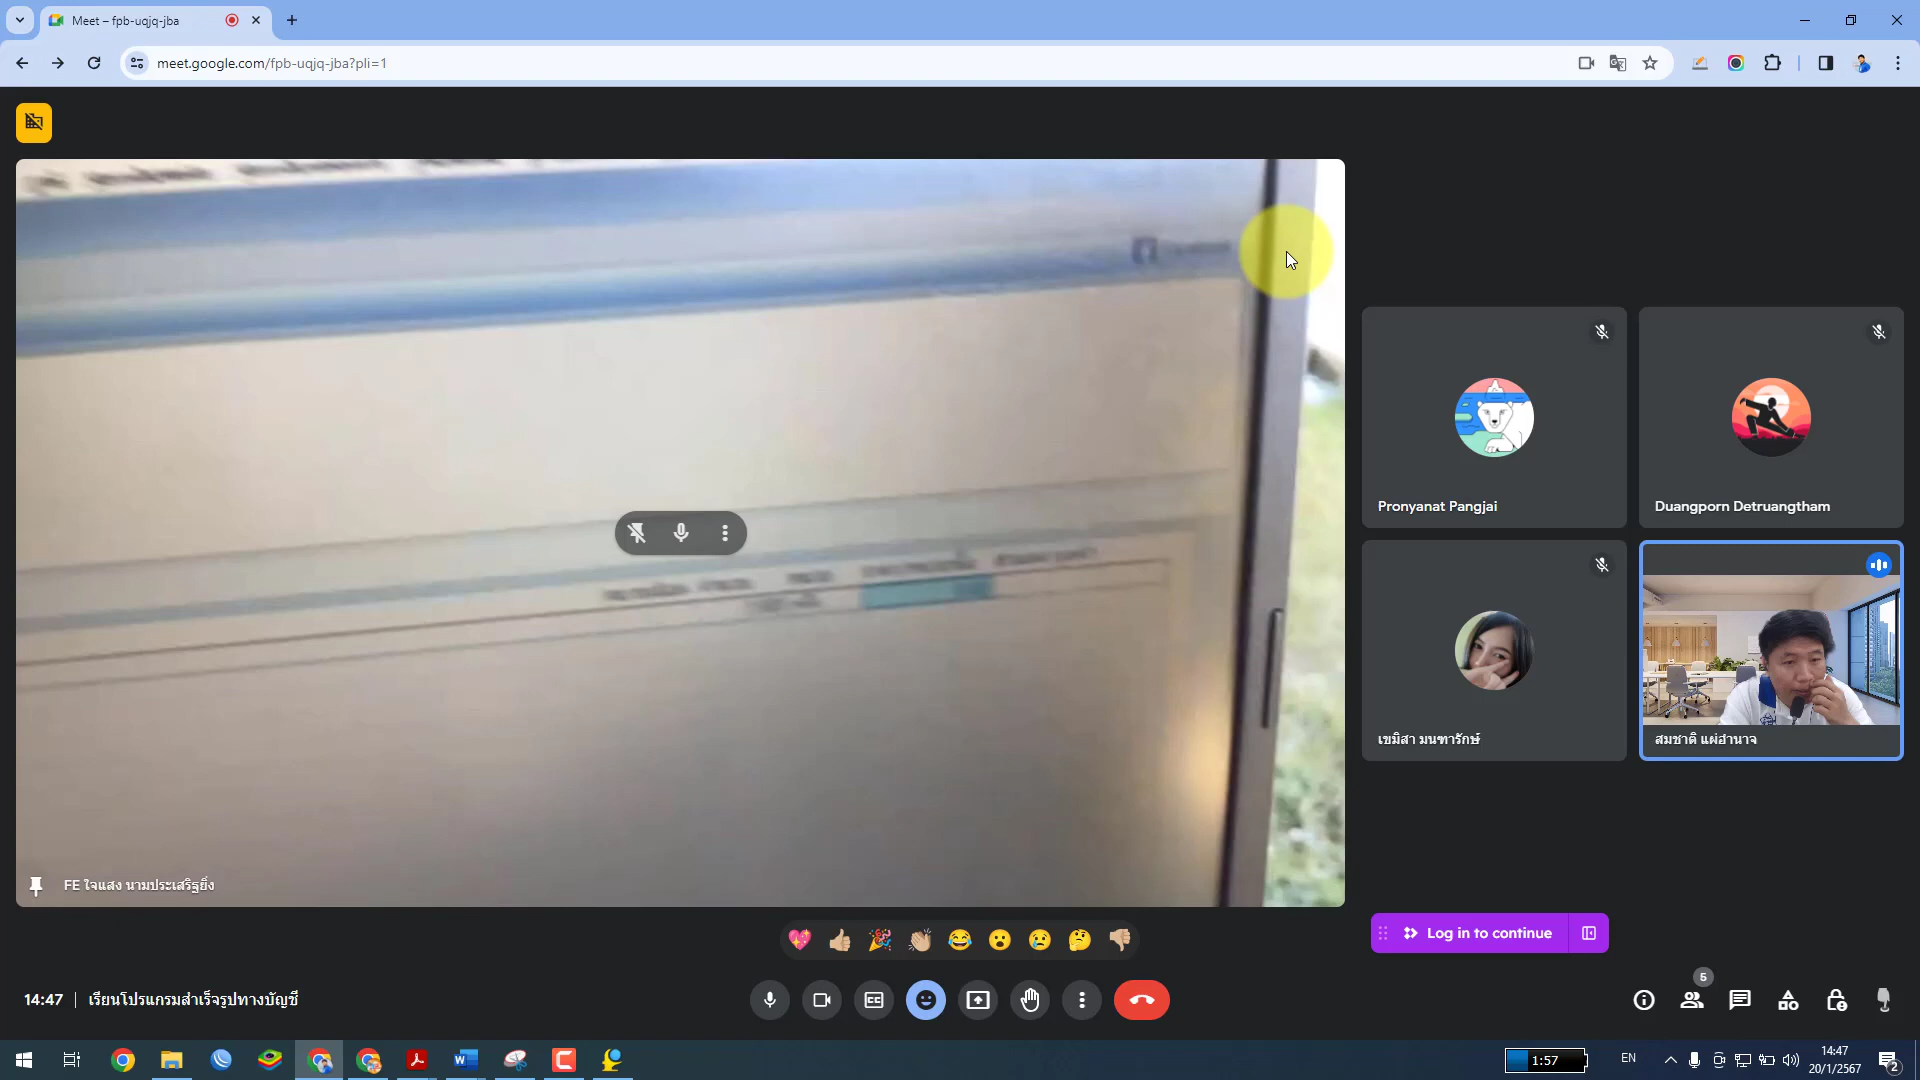 Meet – fpb-uqjq-jba
meet.google.com/fpb-uqjq-jba?pli=1
Pronyanat Pangjai
Duangporn Detruangtham
เขมิสา มนฑารักษ์
สมชาติ แผ่อำนาจ
FE ใจแสง นามประเสริฐยิ่ง
Log in to continue
14:47
เรียนโปรแกรมสำเร็จรูปทางบัญชี
5
1:57
EN
14:47
20/1/2567
2